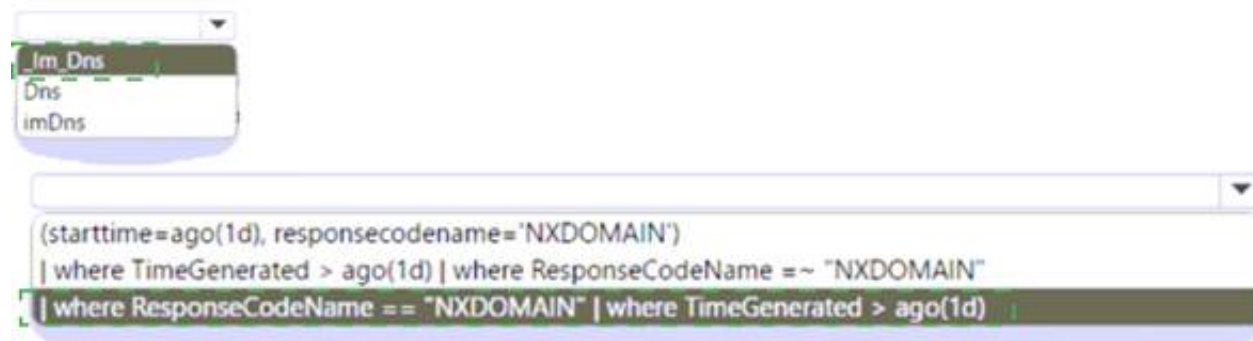 _Im_Dns
Dns
imDns
(starttime=ago(1d), responsecodename='NXDOMAIN')
| where TimeGenerated > ago(1d) | where ResponseCodeName =~ "NXDOMAIN"
| where ResponseCodeName == "NXDOMAIN" | where TimeGenerated > ago(1d)